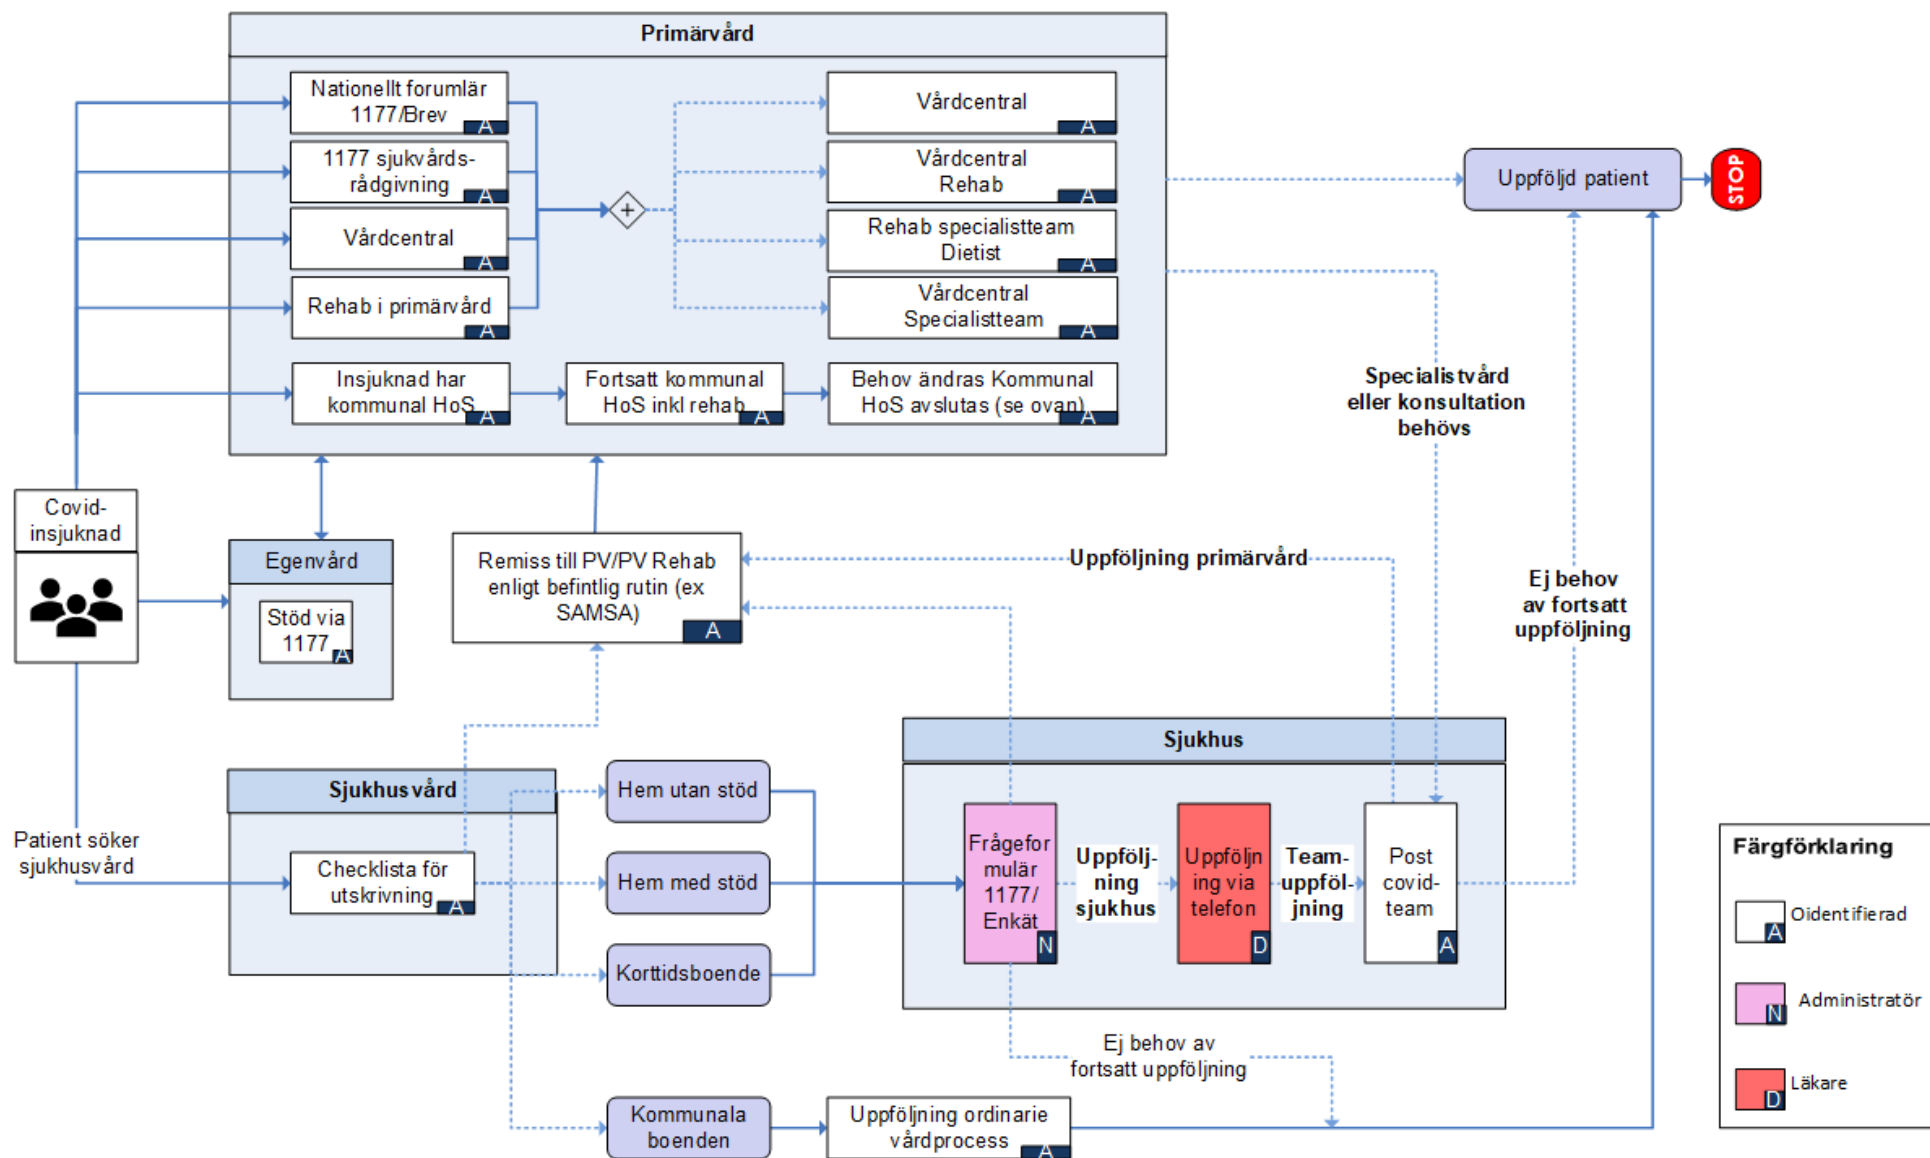 Primärvård
Nationellt forumlär
1177/Brev
A
1177 sjukvårds-
rådgivning
A
Vårdcentral
A
Rehab i primärvård
A
Vårdcentral
A
Vårdcentral
Rehab
A
Rehab specialistteam
Dietist
A
Vårdcentral
Specialistteam
A
Insjuknad har
kommunal HoS
A
Fortsatt kommunal
HoS inkl rehab
A
Behov ändras Kommunal
HoS avslutas (se ovan)
A
Uppföljd patient
STOP
Specialistvård
eller konsultation
behövs
Covid-
insjuknad
Egenvård
Stöd via
1177
A
Remiss till PV/PV Rehab
enligt befintlig rutin (ex
SAMSA)
A
Uppföljning primärvård
Ej behov
av fortsatt
uppföljning
Patient söker
sjukhusvård
Sjukhusvård
Checklista för
utskrivning
A
Hem utan stöd
Hem med stöd
Korttidsboende
Kommunala
boenden
Uppföljning ordinarie
vårdprocess
A
Sjukhus
Frågefor
mulär
1177/
Enkät
N
Uppfölj-
ning
sjukhus
Uppföljn
ing via
telefon
D
Team-
uppföl-
jning
Post
covid-
team
A
Ej behov av
fortsatt uppföljning
Färgförklaring
A
Oidentifierad
N
Administratör
D
Läkare